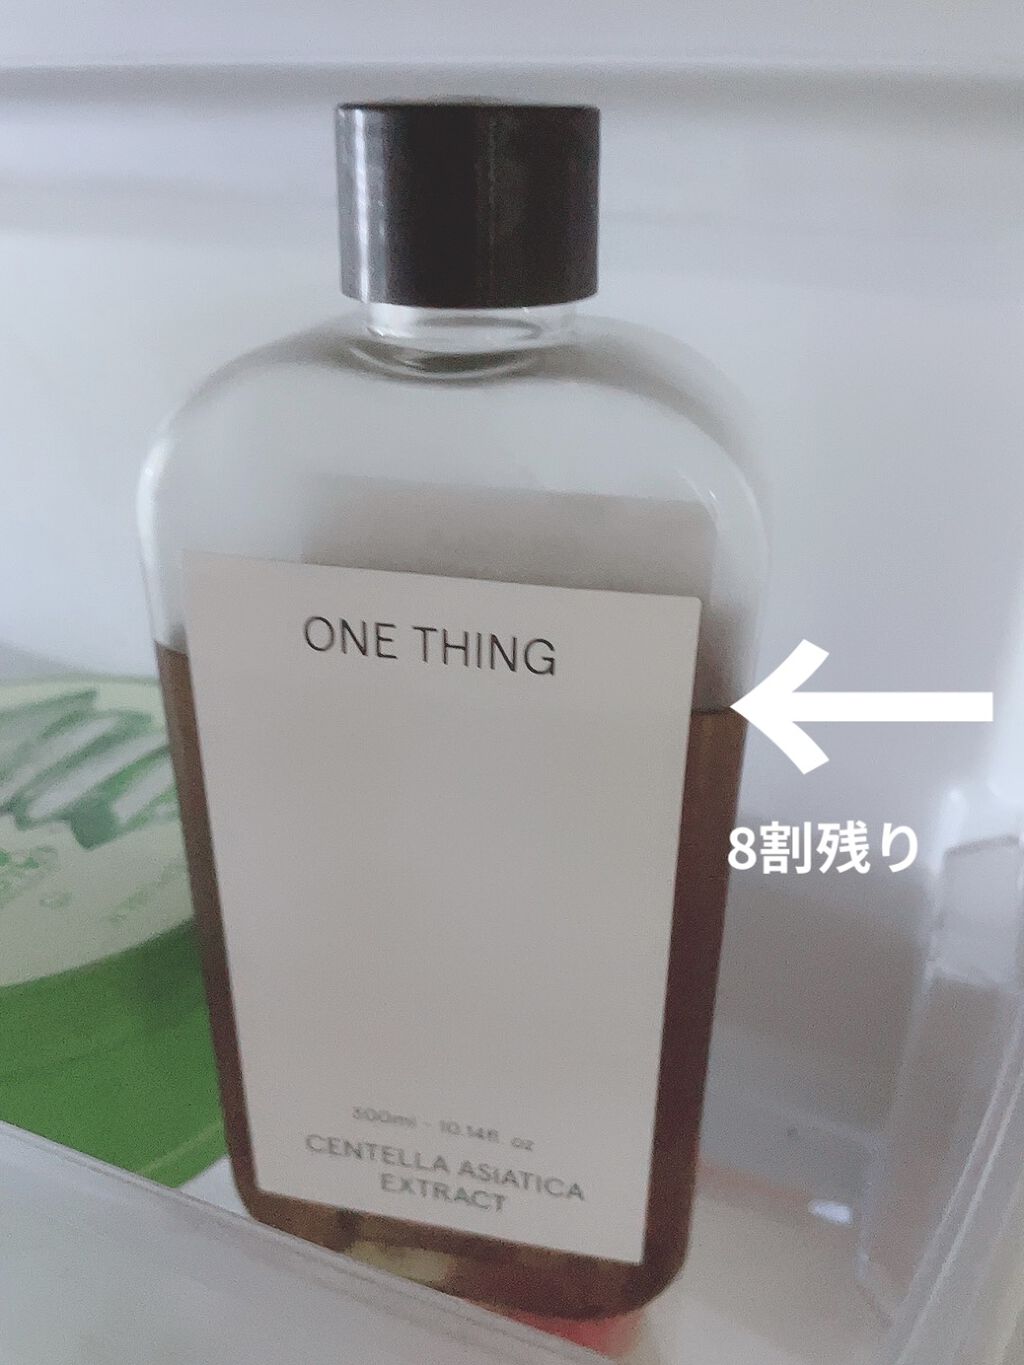 ONE THING
8割残り
300ml - 10.14fl oz
CENTELLA ASIATICA
EXTRACT